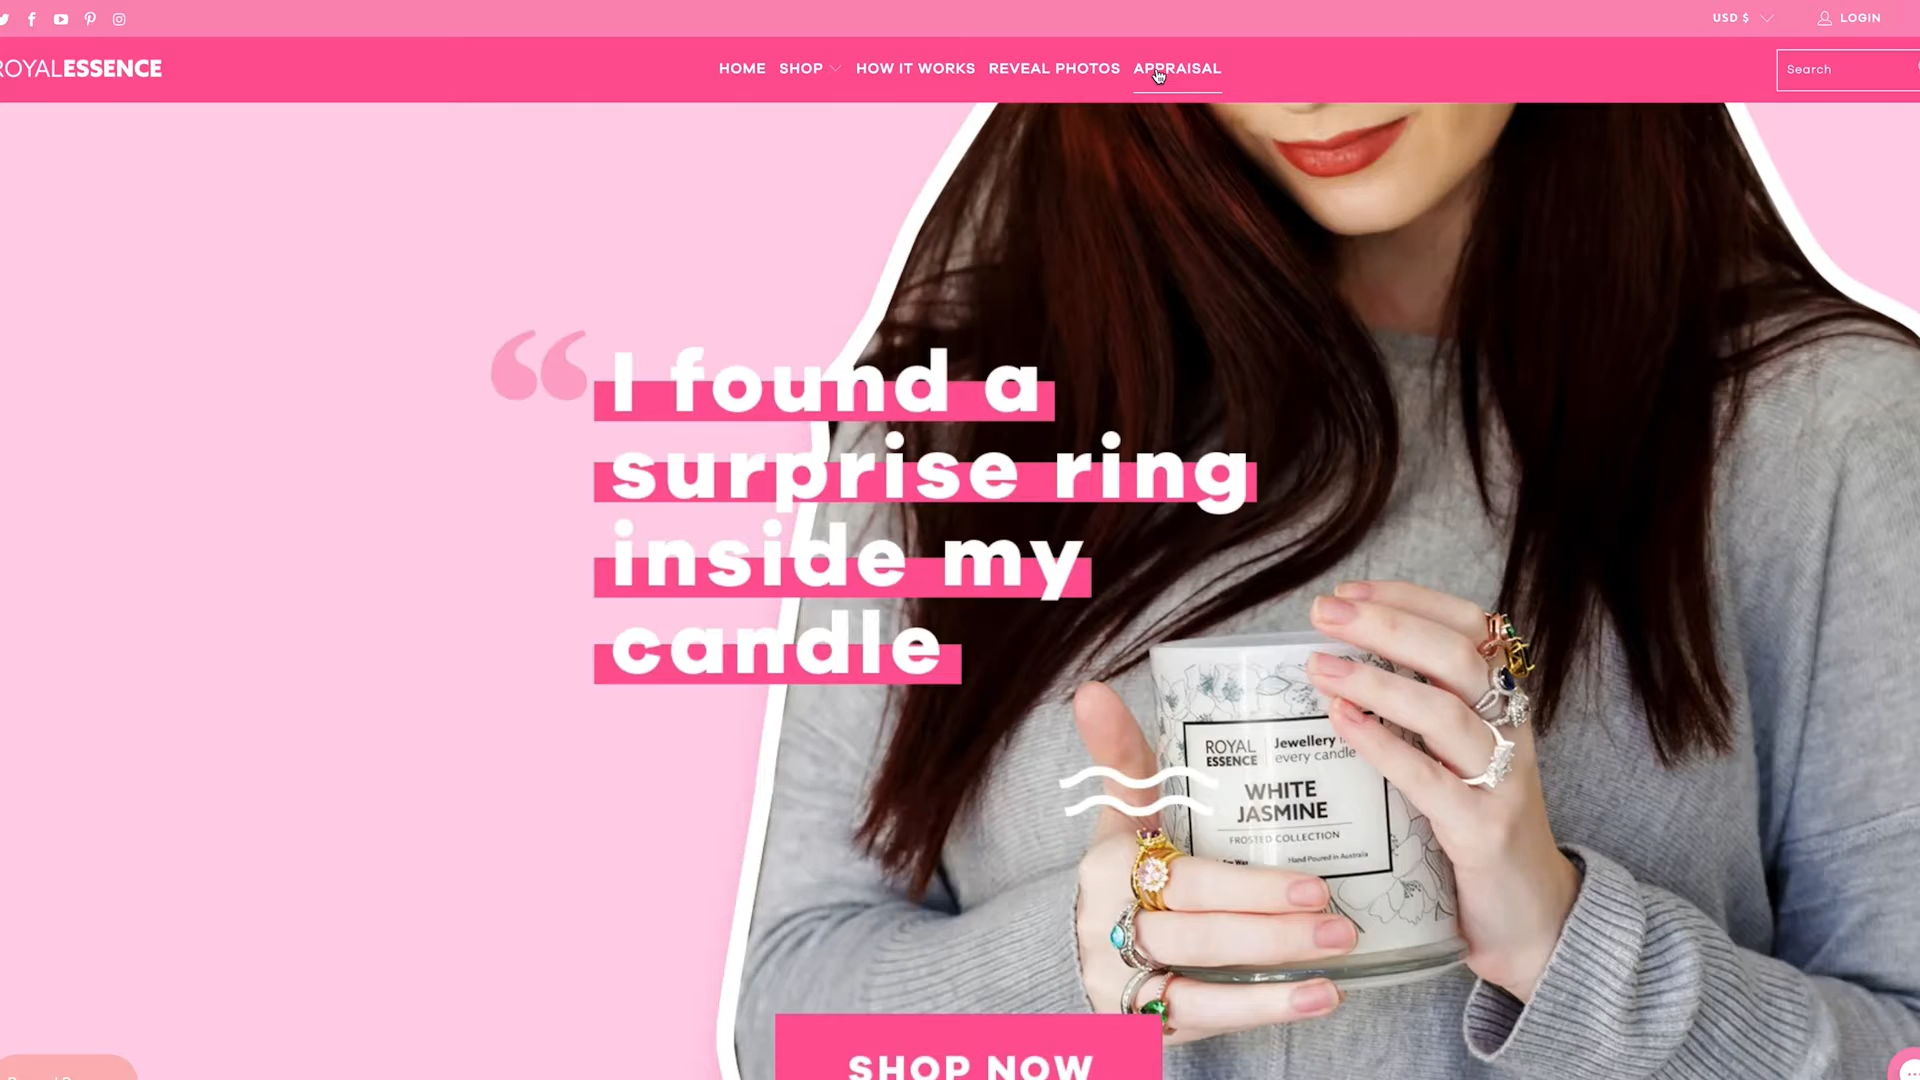 USD $
LOGIN
ROYALESSENCE
HOME SHOP HOW IT WORKS REVEAL PHOTOS APPRAISAL
Search
“I found a
surprise ring
inside my
candle
ROYAL
ESSENCE
Jewellery
every candle
WHITE
JASMINE
FROSTED COLLECTION
Hand Poured in Australia
SHOP NOW